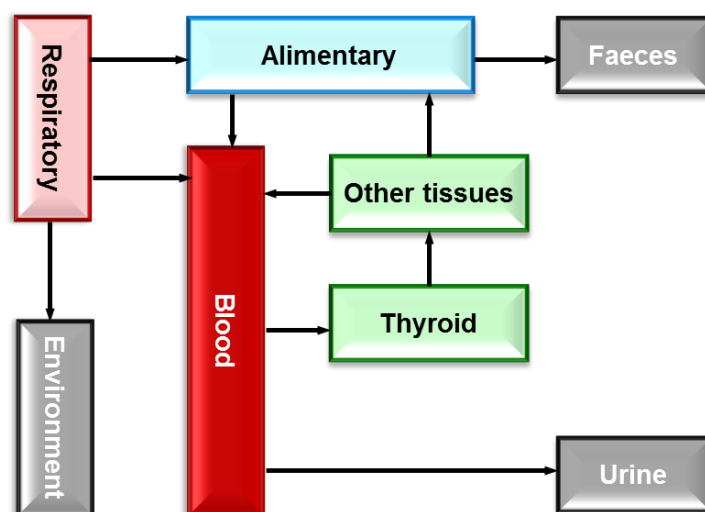 Respiratory
Alimentary
Faeces
Other tissues
Blood
Thyroid
Environment
Urine